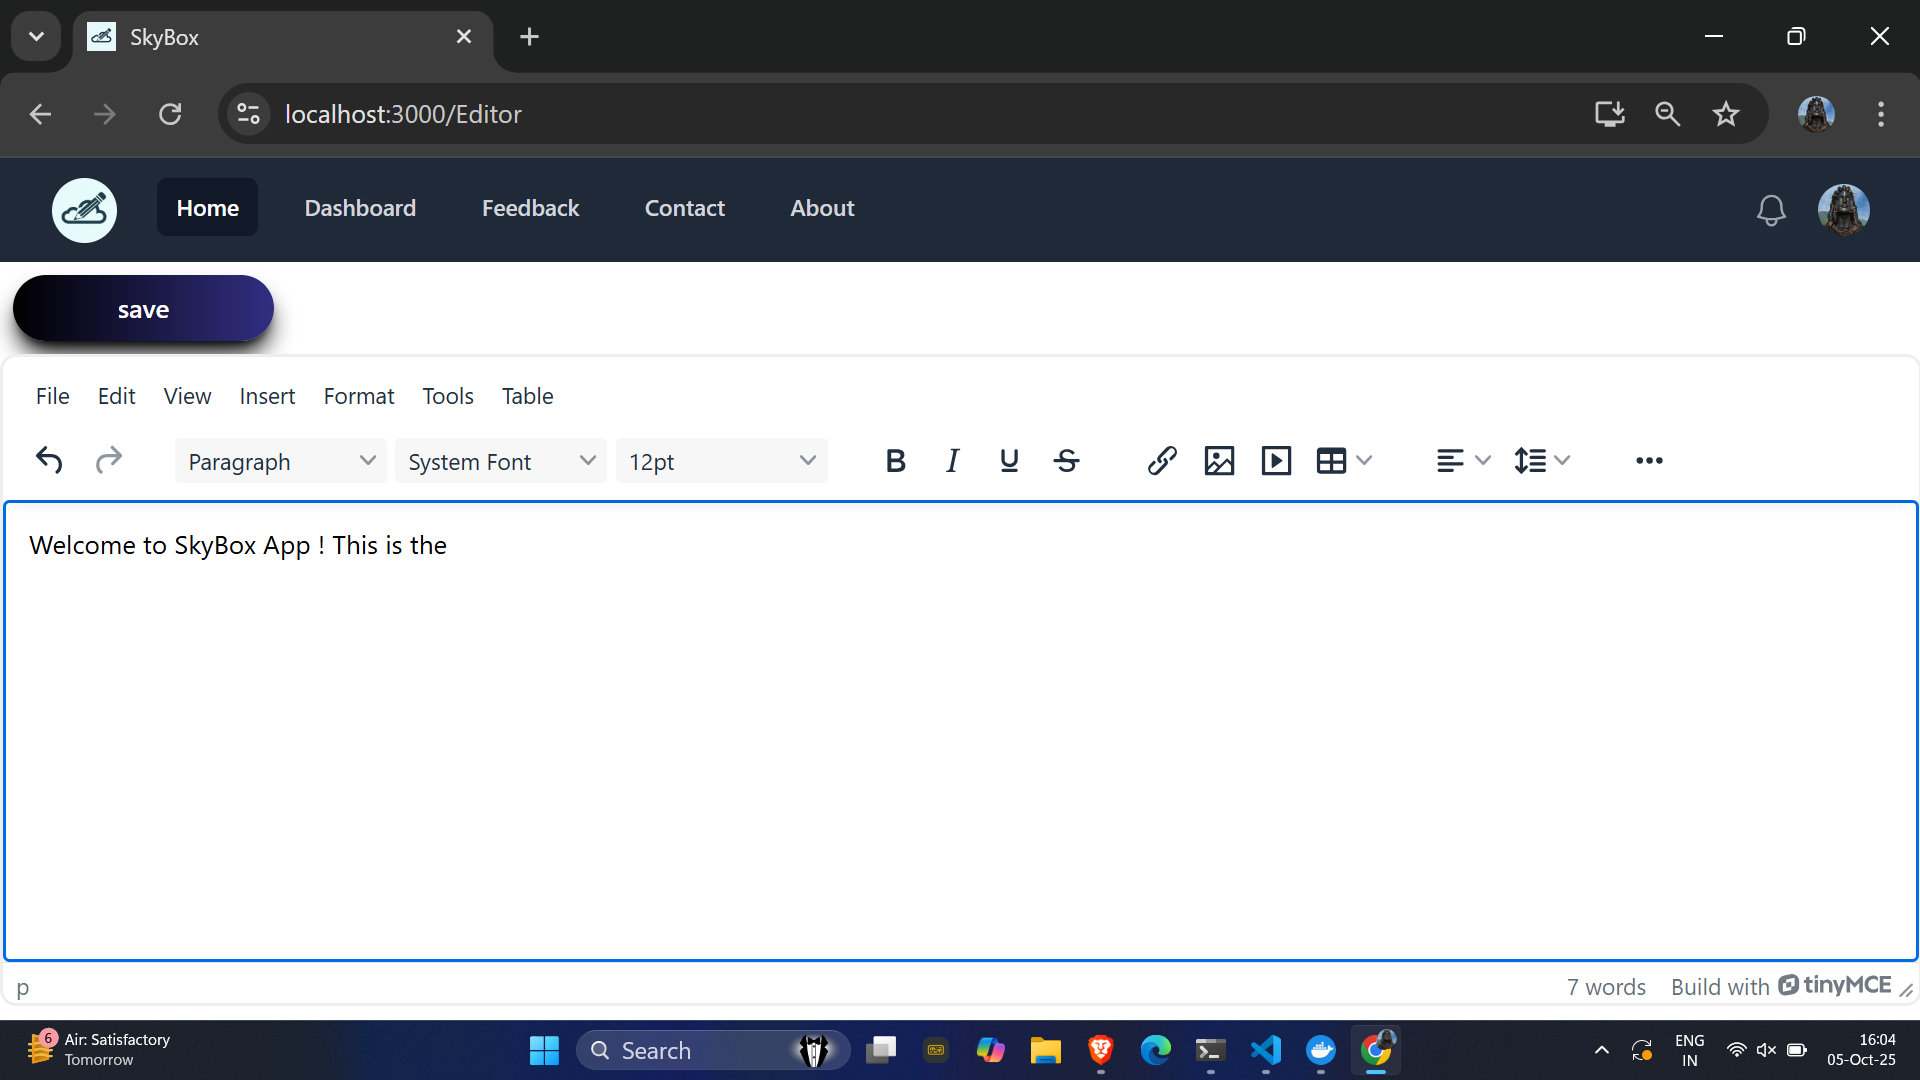 SkyBox
localhost:3000/Editor
Home Dashboard Feedback Contact About
save
File Edit View Insert Format Tools Table
Paragraph System Font 12pt B I U S
Welcome to SkyBox App ! This is the
p 7 words Build with tinyMCE
6 Air: Satisfactory
Tomorrow
Search
ENG
IN
16:04
05-Oct-25